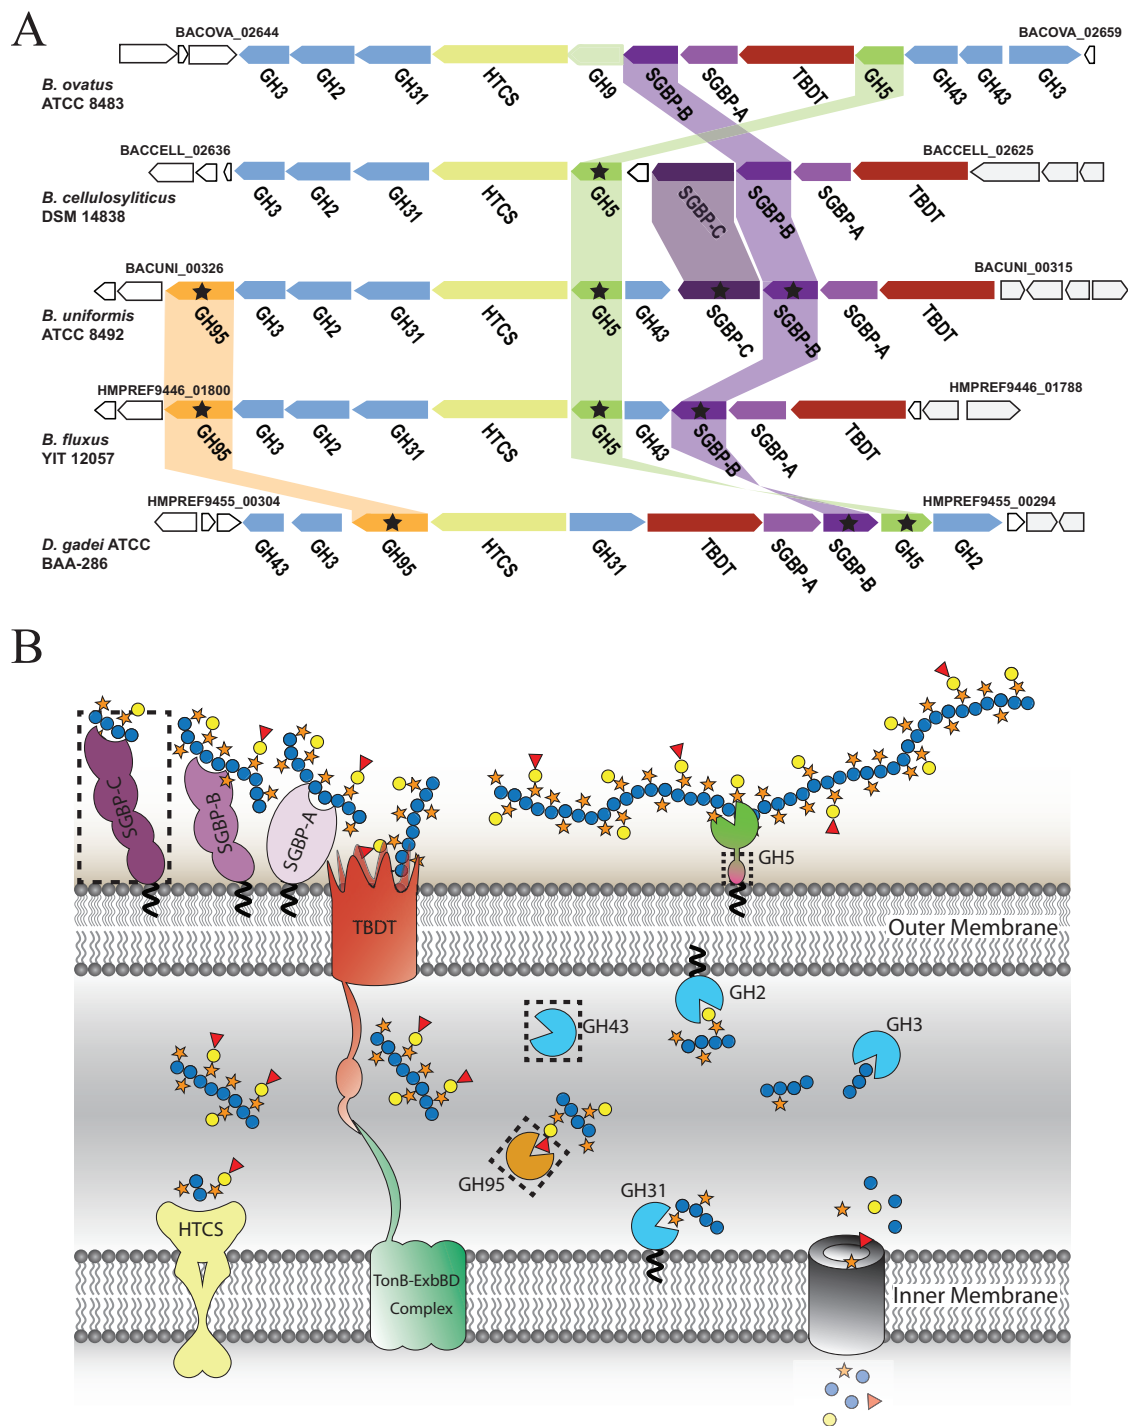 A
BACOVA_02644
BACOVA_02659
GH3
GH2
GH31
HTCS
GH9
SGBP-B
SGBP-A
TBDT
GH5
GH43
GH43
GH3
B. ovatus
ATCC 8483
BACCELL_02636
BACCELL_02625
GH3
GH2
GH31
HTCS
GH5
SGBP-C
SGBP-B
SGBP-A
TBDT
B. cellulosyliticus
DSM 14838
BACUNI_00326
BACUNI_00315
GH95
GH3
GH2
GH31
HTCS
GH5
GH43
SGBP-C
SGBP-B
SGBP-A
TBDT
B. uniformis
ATCC 8492
HMPREF9446_01800
HMPREF9446_01788
GH95
GH3
GH2
GH31
HTCS
GH5
GH43
SGBP-B
SGBP-A
TBDT
B. fluxus
YIT 12057
HMPREF9455_00304
HMPREF9455_00294
GH43
GH3
GH95
HTCS
GH31
TBDT
SGBP-A
SGBP-B
GH5
GH2
D. gadei ATCC
BAA-286
B
SGBP-C
SGBP-B
SGBP-A
GH5
TBDT
Outer Membrane
GH2
GH43
GH3
GH95
GH31
HTCS
TonB-ExbBD
Complex
Inner Membrane